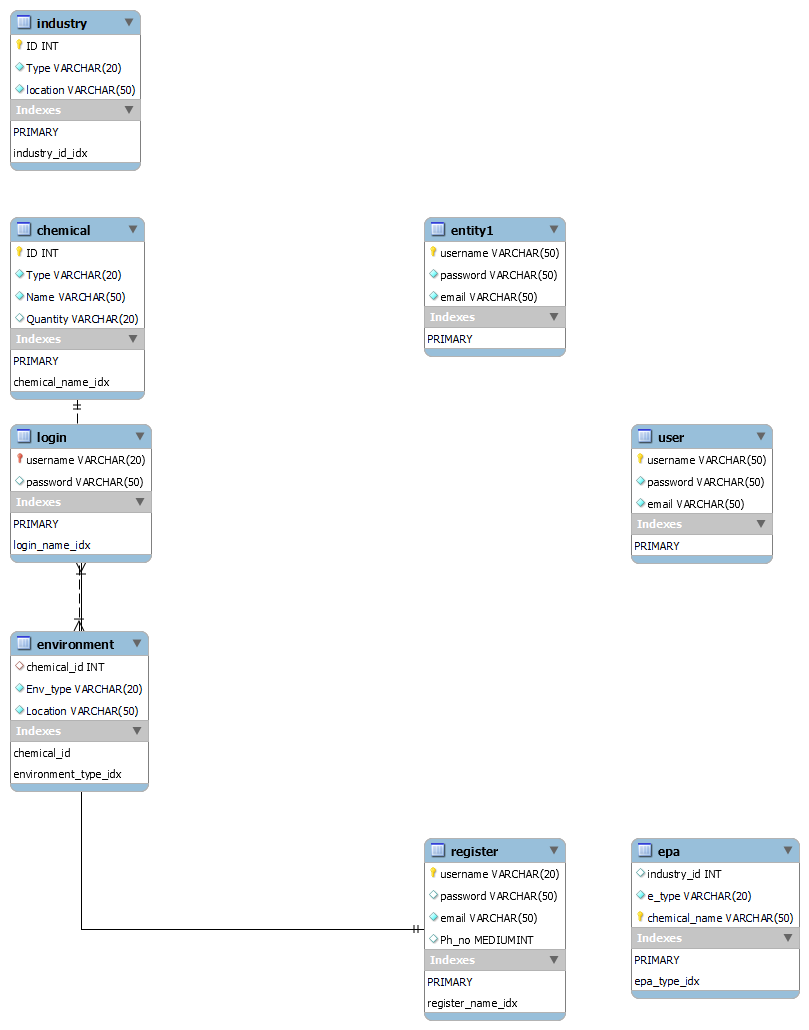 industry
ID INT
Type VARCHAR(20)
location VARCHAR(50)
Indexes
PRIMARY
industry_id_idx
chemical
ID INT
Type VARCHAR(20)
Name VARCHAR(50)
Quantity VARCHAR(20)
Indexes
PRIMARY
chemical_name_idx
entity1
username VARCHAR(50)
password VARCHAR(50)
email VARCHAR(50)
Indexes
PRIMARY
login
username VARCHAR(20)
password VARCHAR(50)
Indexes
PRIMARY
login_name_idx
user
username VARCHAR(50)
password VARCHAR(50)
email VARCHAR(50)
Indexes
PRIMARY
environment
chemical_id INT
Env_type VARCHAR(20)
Location VARCHAR(50)
Indexes
chemical_id
environment_type_idx
register
username VARCHAR(20)
password VARCHAR(50)
email VARCHAR(50)
Ph_no MEDIUMINT
Indexes
PRIMARY
register_name_idx
epa
industry_id INT
e_type VARCHAR(20)
chemical_name VARCHAR(50)
Indexes
PRIMARY
epa_type_idx